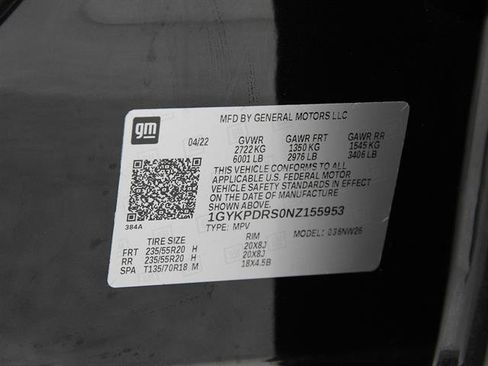 gm
MFD BY GENERAL MOTORS LLC
04/22 GVWR GAWR FRT GAWR RR
2722 KG 1350 KG 1545 KG
6001 LB 2976 LB 3406 LB
THIS VEHICLE CONFORMS TO ALL
APPLICABLE U.S. FEDERAL MOTOR
VEHICLE SAFETY STANDARDS IN EFFECT
ON THE DATE OF MANUFACTURE
SHOWN ABOVE.
1GYKPDRS0NZ155953
384A TYPE: MPV MODEL:
TIRE SIZE RIM
FRT 235/55R20 H 20X8J
RR 235/55R20 H 20X8J
SPA T135/70R18 M 18X4.5B